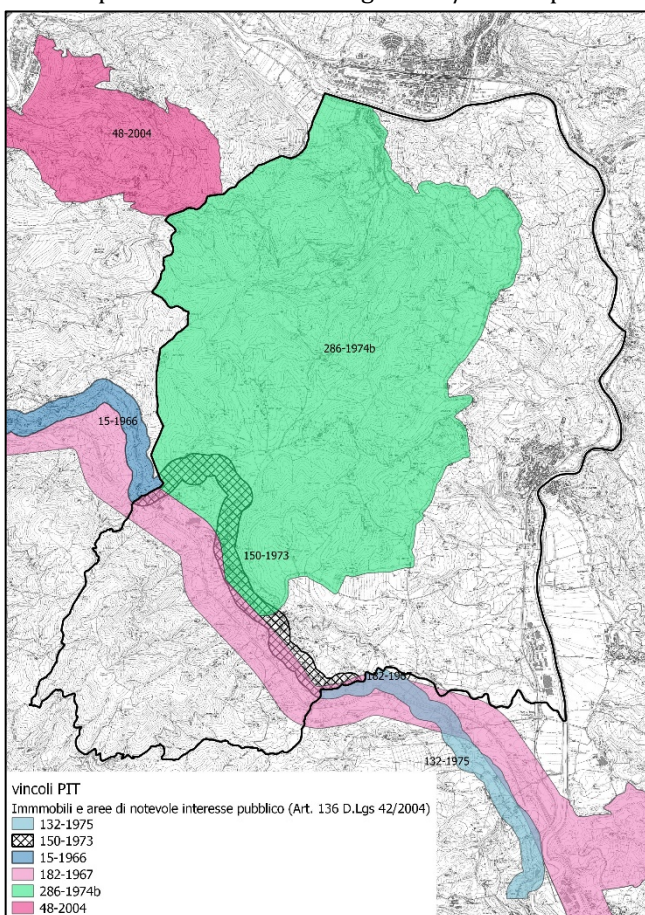 48-2004
286-1974b
15-1966
150-1973
182-1967
132-1975
vincoli PIT
Immmobili e aree di notevole interesse pubblico (Art. 136 D.Lgs 42/2004)
132-1975
150-1973
15-1966
182-1967
286-1974b
48-2004